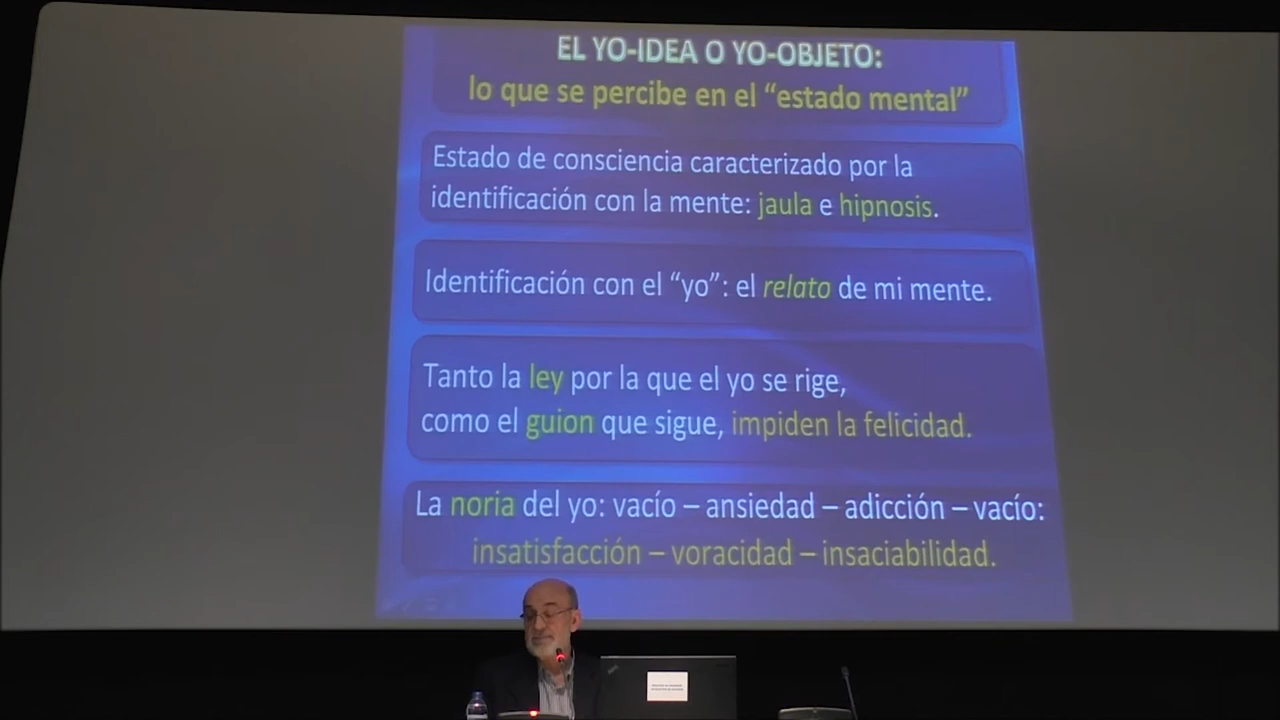 EL YO-IDEA O YO-OBJETO:
lo que se percibe en el “estado mental”
Estado de consciencia caracterizado por la
identificación con la mente: jaula e hipnosis.
Identificación con el “yo”: el relato de mi mente.
Tanto la ley por la que el yo se rige,
como el guion que sigue, impiden la felicidad.
La noria del yo: vacío – ansiedad – adicción – vacío:
insatisfacción – voracidad – insaciabilidad.